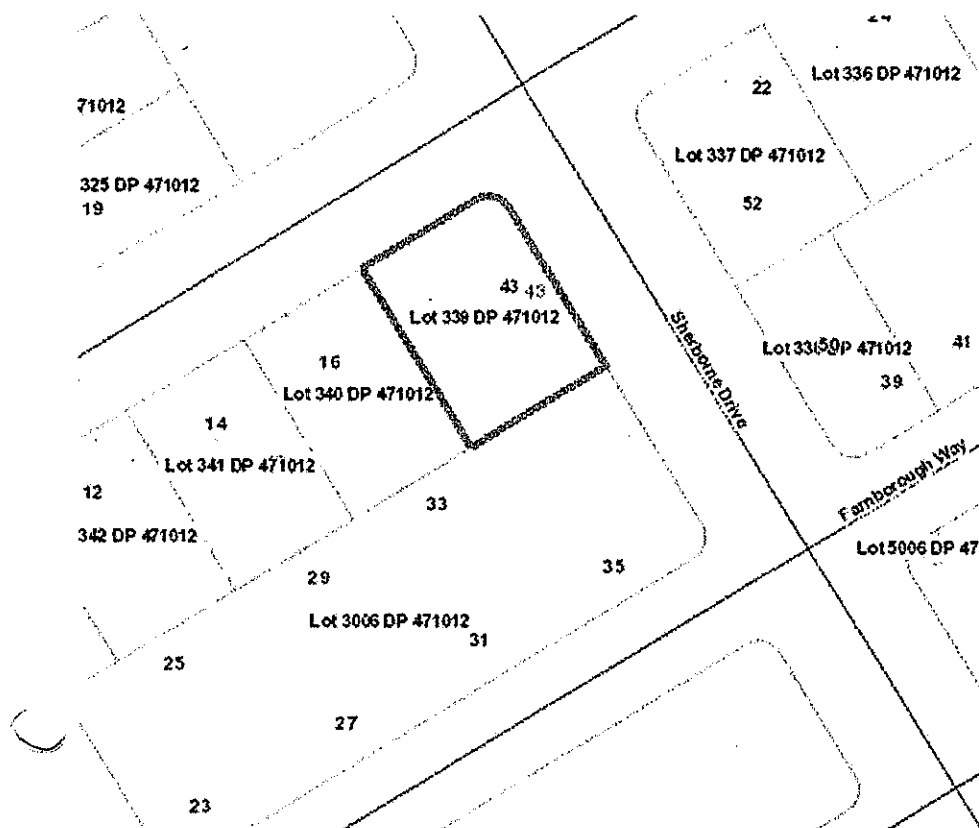 24
22
Lot 336 DP 471012
71012
Lot 337 DP 471012
325 DP 471012
19
52
43 43
Lot 339 DP 471012
Sherborne Drive
50
41
16
39
Lot 340 DP 471012
14
Lot 341 DP 471012
12
33
Farnborough Way
342 DP 471012
Lot 5006 DP 47
35
29
Lot 3006 DP 471012
31
25
27
23